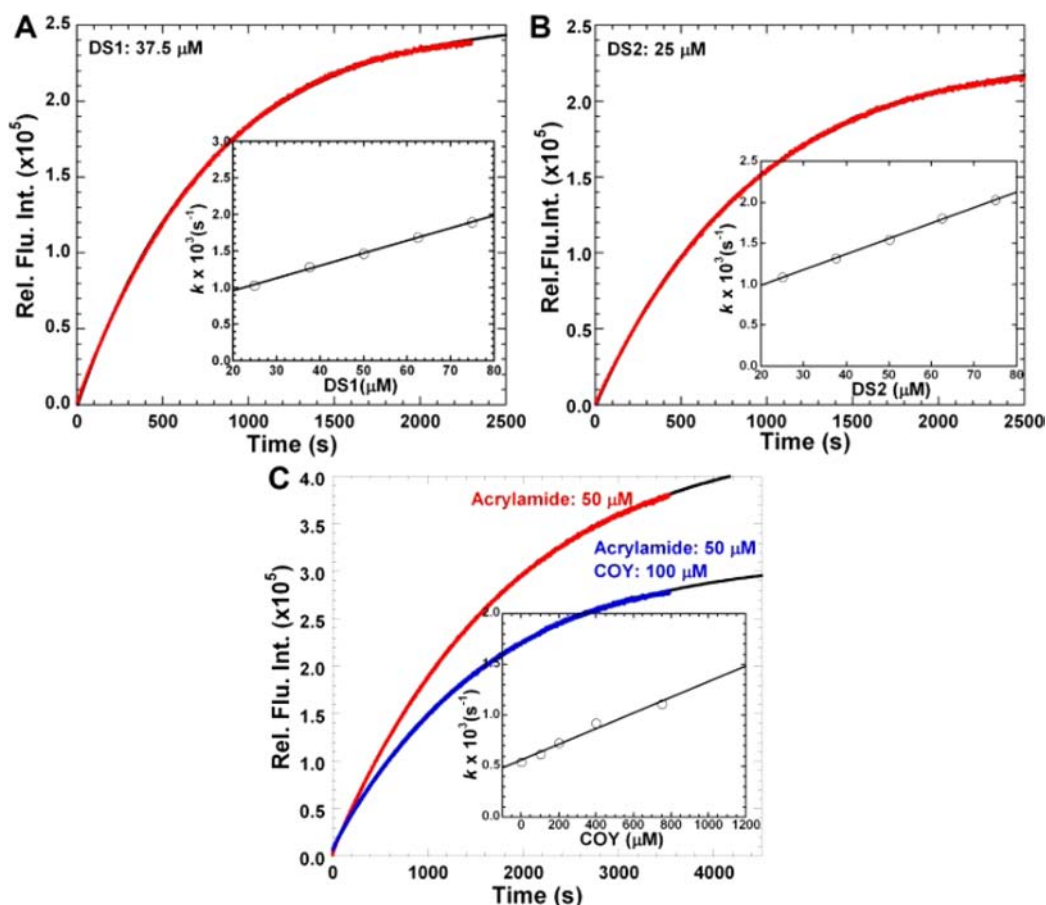 A
DS1: 37.5 µM
Rel. Flu. Int. (x10⁵)
2.5
2.0
1.5
1.0
0.5
0.0
0 500 1000 1500 2000 2500
Time (s)
k x 10³(s⁻¹)
3.0
2.5
2.0
1.5
1.0
0.5
0.0
20 30 40 50 60 70 80
DS1(µM)
B
DS2: 25 µM
Rel.Flu.Int. (x10⁵)
2.5
2.0
1.5
1.0
0.5
0.0
0 500 1000 1500 2000 2500
Time (s)
k x 10³(s⁻¹)
2.5
2.0
1.5
1.0
0.5
0.0
20 30 40 50 60 70 80
DS2 (µM)
C
Acrylamide: 50 µM
Acrylamide: 50 µM
COY: 100 µM
Rel. Flu. Int. (x10⁵)
4.0
3.5
3.0
2.5
2.0
1.5
1.0
0.5
0.0
0 1000 2000 3000 4000
Time (s)
k x 10³(s⁻¹)
2.0
1.5
1.0
0.5
0.0
0 200 400 600 800 1000 1200
COY (µM)